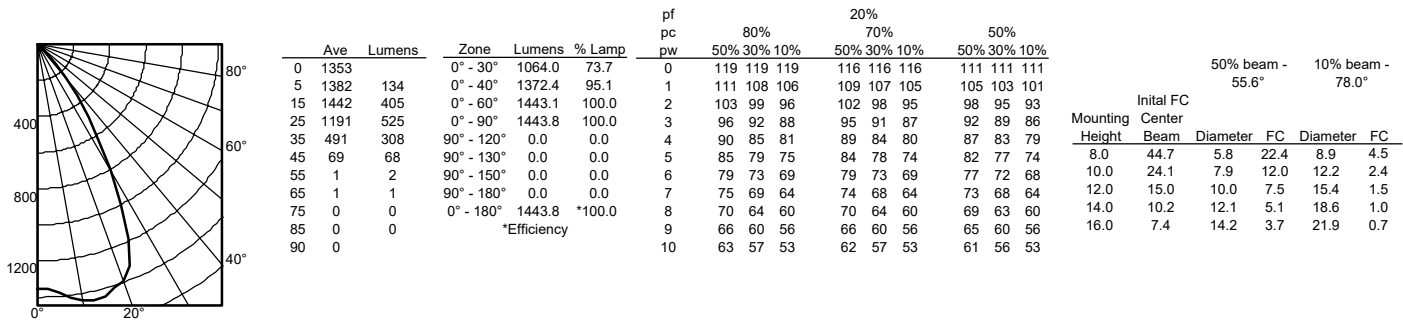 80°
60°
40°
20°
0°
400
800
1200
Ave Lumens
0 1353
5 1382 134
15 1442 405
25 1191 525
35 491 308
45 69 68
55 1 2
65 1 1
75 0 0
85 0 0
90 0
Zone Lumens % Lamp
0° - 30° 1064.0 73.7
0° - 40° 1372.4 95.1
0° - 60° 1443.1 100.0
0° - 90° 1443.8 100.0
90° - 120° 0.0 0.0
90° - 130° 0.0 0.0
90° - 150° 0.0 0.0
90° - 180° 0.0 0.0
0° - 180° 1443.8 *100.0
*Efficiency
pf 20%
pc 80% 70% 50%
pw 50% 30% 10% 50% 30% 10% 50% 30% 10%
0 119 119 119 116 116 116 111 111 111
1 111 108 106 109 107 105 105 103 101
2 103 99 96 102 98 95 98 95 93
3 96 92 88 95 91 87 92 89 86
4 90 85 81 89 84 80 87 83 79
5 85 79 75 84 78 74 82 77 74
6 79 73 69 79 73 69 77 72 68
7 75 69 64 74 68 64 73 68 64
8 70 64 60 70 64 60 69 63 60
9 66 60 56 66 60 56 65 60 56
10 63 57 53 62 57 53 61 56 53
50% beam - 10% beam -
55.6° 78.0°
Inital FC
Mounting Center
Height Beam Diameter FC Diameter FC
8.0 44.7 5.8 22.4 8.9 4.5
10.0 24.1 7.9 12.0 12.2 2.4
12.0 15.0 10.0 7.5 15.4 1.5
14.0 10.2 12.1 5.1 18.6 1.0
16.0 7.4 14.2 3.7 21.9 0.7